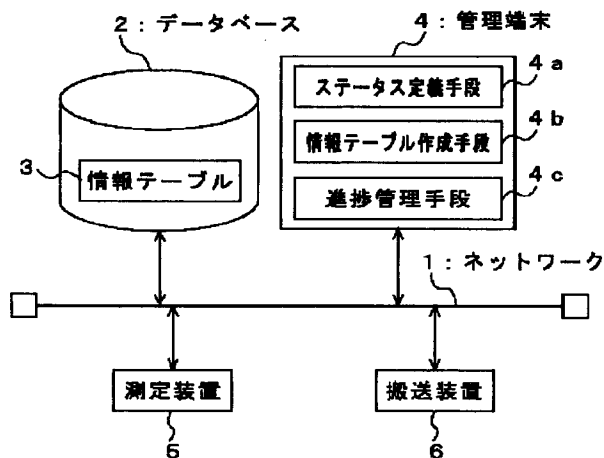 2：データベース
3
情報テーブル
4：管理端末
ステータス定義手段
4a
情報テーブル作成手段
4b
進捗管理手段
4c
1：ネットワーク
測定装置
5
搬送装置
6